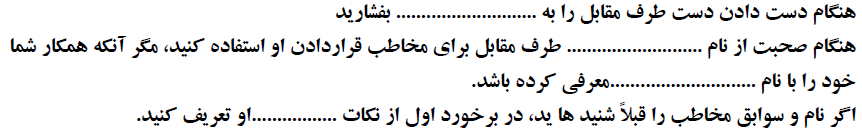 هنگام دست دادن دست طرف مقابل را به ............................ بفشارید
هنگام صحبت از نام ........................... طرف مقابل برای مخاطب قراردادن او استفاده کنید، مگر آنکه همکار شما
خود را با نام .............................معرفی کرده باشد.
اگر نام و سوابق مخاطب را قبلاً شنید ها ید، در برخورد اول از نکات .................او تعریف کنید.